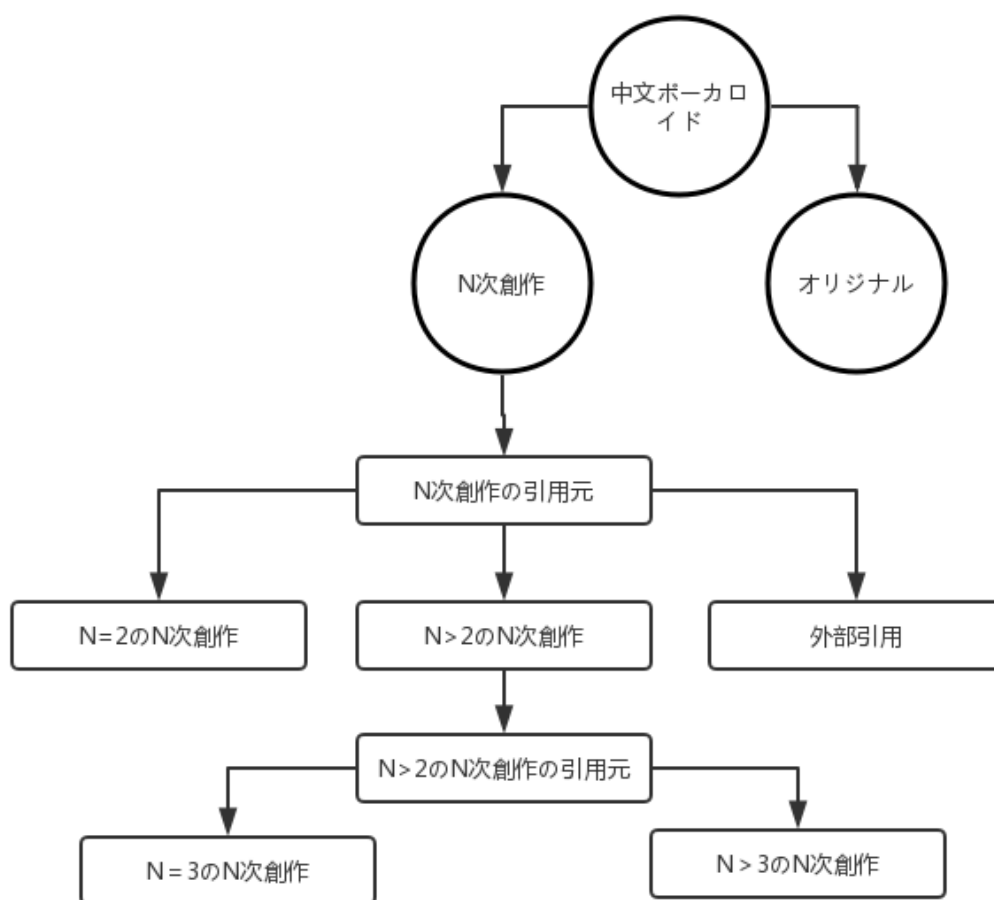 中文ボーカロ
イド
N次創作
オリジナル
N次創作の引用元
N=2のN次創作
N>2のN次創作
外部引用
N>2のN次創作の引用元
N=3のN次創作
N>3のN次創作